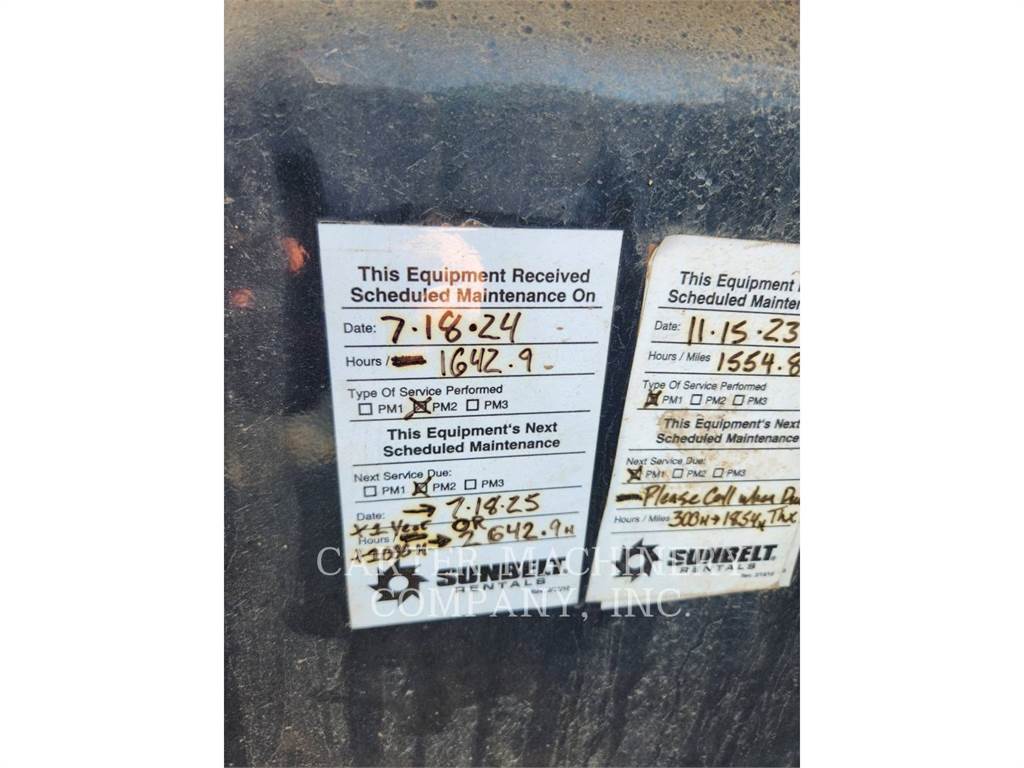 This Equipment Received
Scheduled Maintenance On
Date: 7.18.24
Hours / 1642.9
Type Of Service Performed
PM1 PM2 PM3
This Equipment's Next
Scheduled Maintenance
Next Service Due:
PM1 PM2 PM3
Date: → 7.18.25
x1 Year OR
Hours → 2642.9 H
SUNBELT
RENTALS
This Equipment
Scheduled Mainte
Date: 11.15.23
Hours / Miles 1554.8
Type Of Service Performed
PM1 PM2 PM3
This Equipment's Next
Scheduled Maintenance
Next Service Due:
PM1 PM2 PM3
Please Call when
Hours / Miles 300H→1854H Thx
SUNBELT
RENTALS
CARTER MACHINERY
COMPANY, INC.